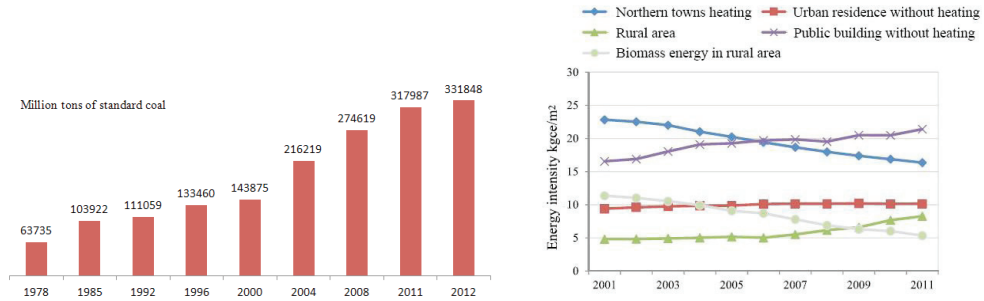 Million tons of standard coal
63735
103922
111059
133460
143875
216219
274619
317987
331848
1978 1985 1992 1996 2000 2004 2008 2011 2012
Northern towns heating Urban residence without heating
Rural area Public building without heating
Biomass energy in rural area
Energy intensity kgce/m²
30
25
20
15
10
5
0
2001 2003 2005 2007 2009 2011